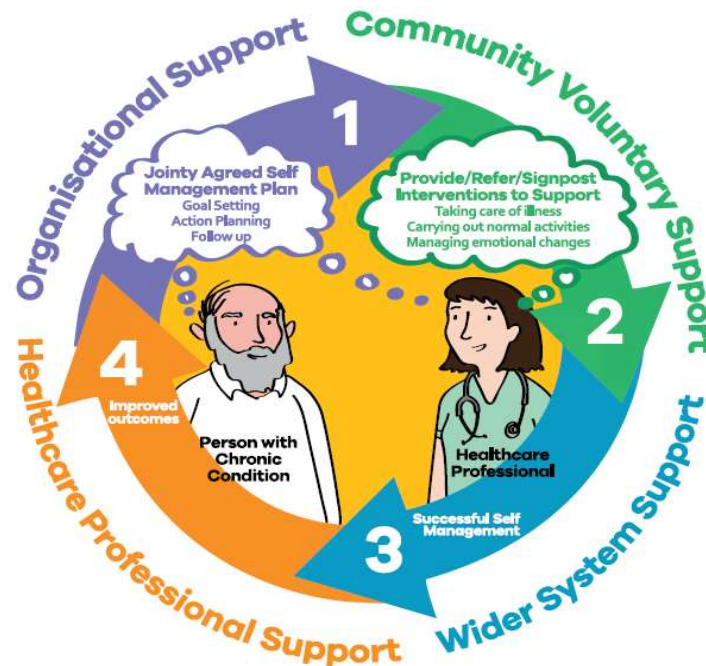 Organisational Support
Community Voluntary Support
1
Jointy Agreed Self
Management Plan
Goal Setting
Action Planning
Follow up
Provide/Refer/Signpost
Interventions to Support
Taking care of illness
Carrying out normal activities
Managing emotional changes
2
4
Improved
outcomes
Person with
Chronic
Condition
Healthcare
Professional
Successful Self
Management
3
Healthcare Professional Support
Wider System Support